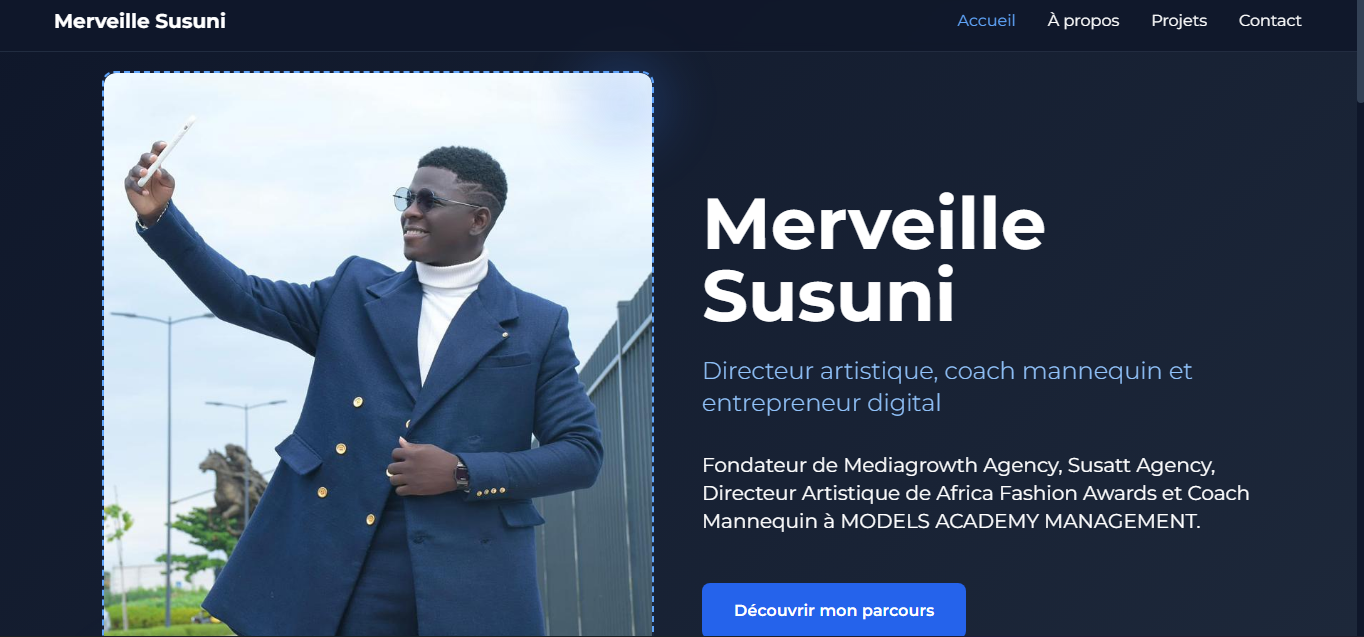 Merveille Susuni
Accueil
À propos
Projets
Contact
Merveille
Susuni
Directeur artistique, coach mannequin et
entrepreneur digital
Fondateur de Mediagrowth Agency, Susatt Agency,
Directeur Artistique de Africa Fashion Awards et Coach
Mannequin à MODELS ACADEMY MANAGEMENT.
Découvrir mon parcours